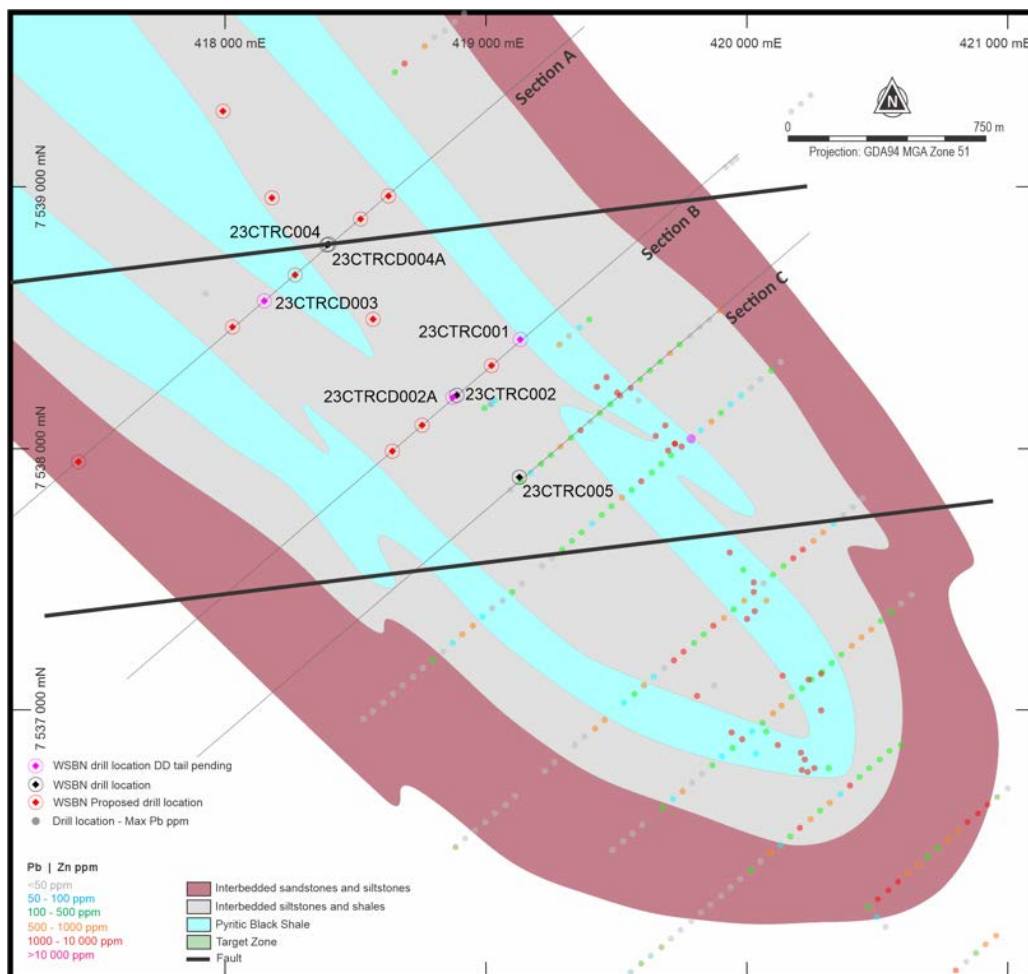 418 000 mE
419 000 mE
420 000 mE
421 000 mE
Section A
N
0
750 m
Projection: GDA94 MGA Zone 51
7 539 000 mN
Section B
23CTRC004
23CTRCD004A
Section C
23CTRCD003
23CTRC001
23CTRCD002A
23CTRC002
7 538 000 mN
23CTRC005
7 537 000 mN
WSBN drill location DD tail pending
WSBN drill location
WSBN Proposed drill location
Drill location - Max Pb ppm
Pb | Zn ppm
<50 ppm
50 - 100 ppm
100 - 500 ppm
500 - 1000 ppm
1000 - 10 000 ppm
>10 000 ppm
Interbedded sandstones and siltstones
Interbedded siltstones and shales
Pyritic Black Shale
Target Zone
Fault